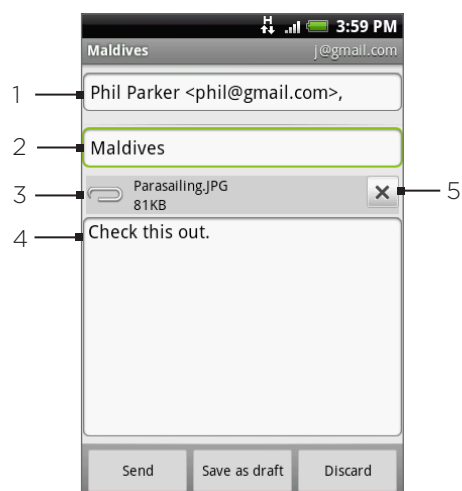 H 3:59 PM
Maldives j@gmail.com
1 Phil Parker <phil@gmail.com>,
2 Maldives
3 Parasailing.JPG 5
81KB
4 Check this out.
Send Save as draft Discard